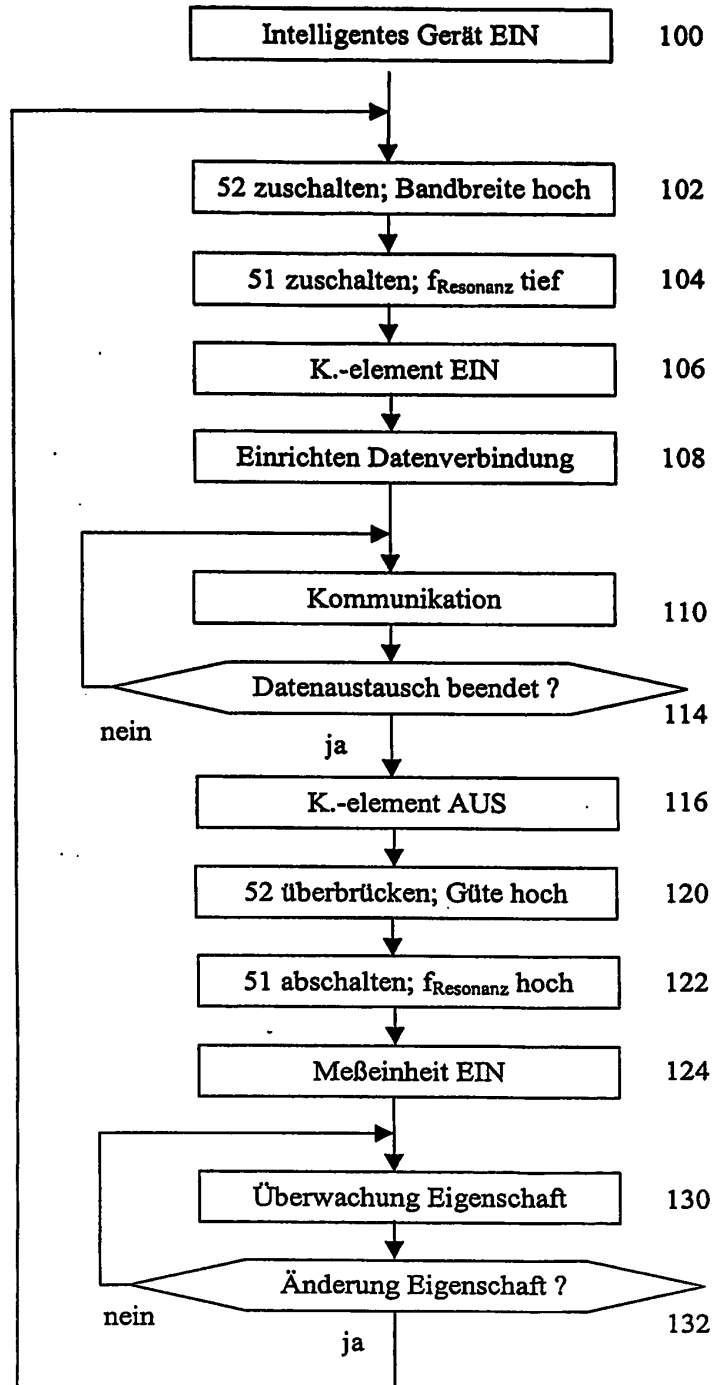 Intelligentes Gerät EIN 100
52 zuschalten; Bandbreite hoch 102
51 zuschalten; fResonanz tief 104
K.-element EIN 106
Einrichten Datenverbindung 108
Kommunikation 110
Datenaustausch beendet ? 114
nein
ja
K.-element AUS 116
52 überbrücken; Güte hoch 120
51 abschalten; fResonanz hoch 122
Meßeinheit EIN 124
Überwachung Eigenschaft 130
Änderung Eigenschaft ? 132
nein
ja